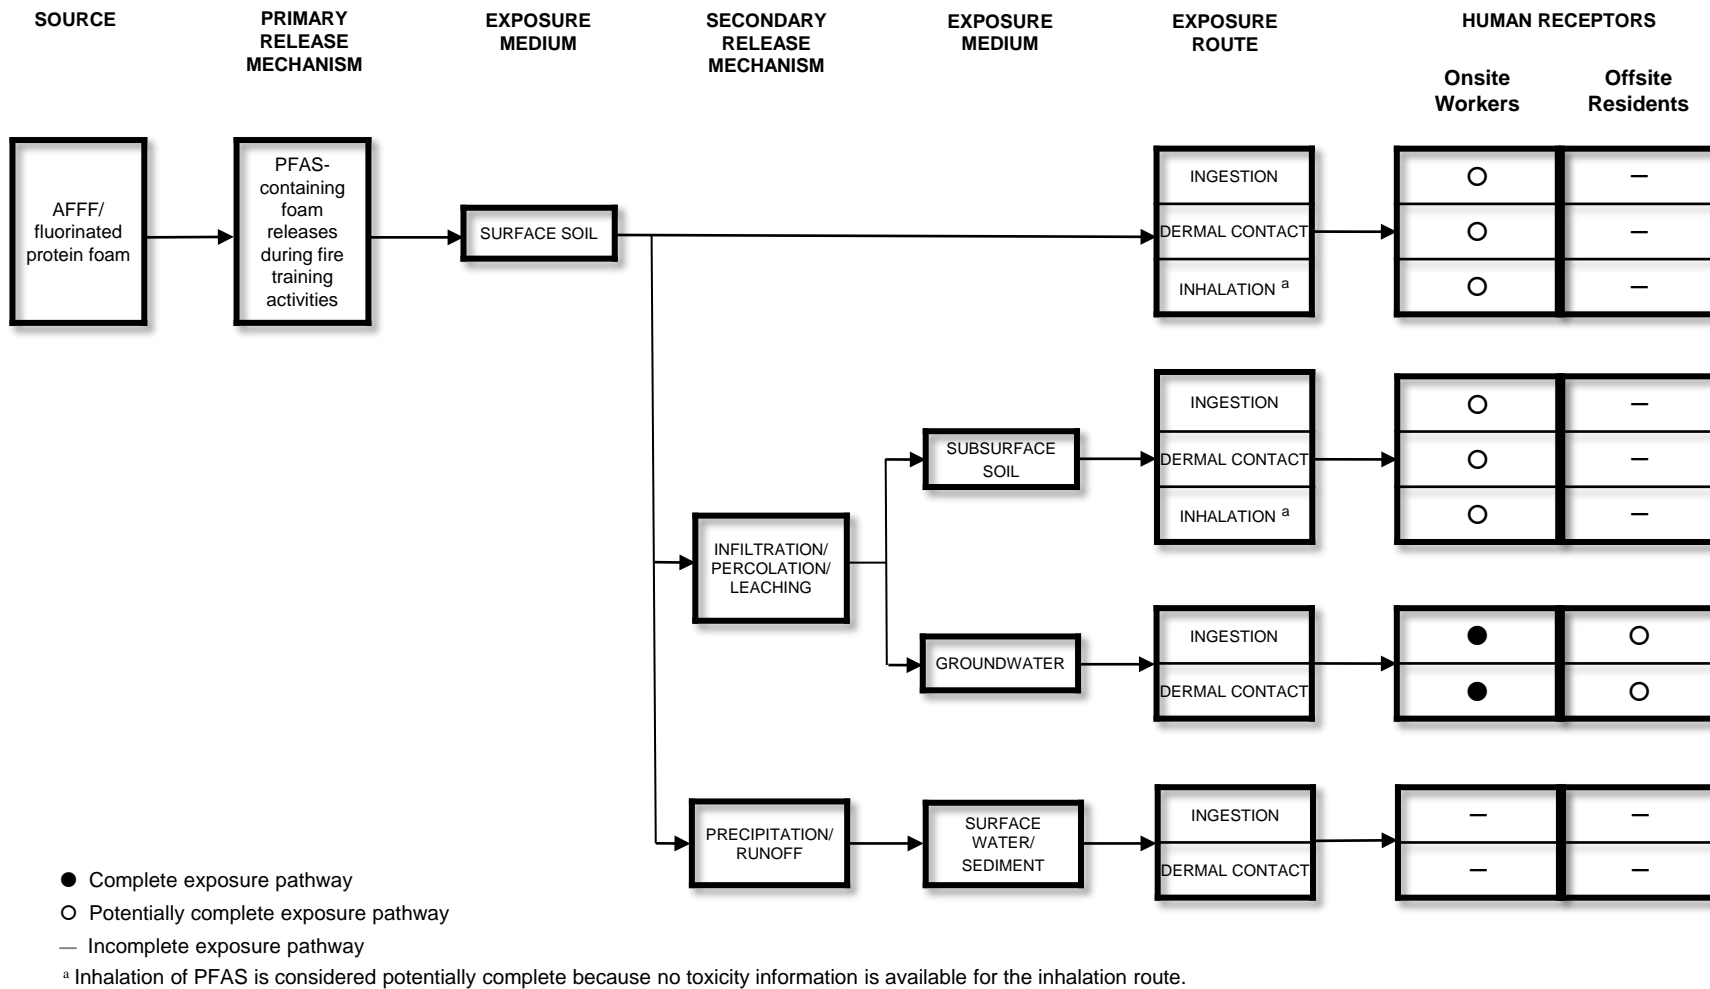 SOURCE
PRIMARY
RELEASE
MECHANISM
EXPOSURE
MEDIUM
SECONDARY
RELEASE
MECHANISM
EXPOSURE
MEDIUM
EXPOSURE
ROUTE
HUMAN RECEPTORS
Onsite
Workers
Offsite
Residents
AFFF/
fluorinated
protein foam
PFAS-
containing
foam
releases
during fire
training
activities
SURFACE SOIL
INGESTION
DERMAL CONTACT
INHALATION a
SUBSURFACE
SOIL
INGESTION
DERMAL CONTACT
INHALATION a
INFILTRATION/
PERCOLATION/
LEACHING
GROUNDWATER
INGESTION
DERMAL CONTACT
PRECIPITATION/
RUNOFF
SURFACE
WATER/
SEDIMENT
INGESTION
DERMAL CONTACT
● Complete exposure pathway
○ Potentially complete exposure pathway
— Incomplete exposure pathway
a Inhalation of PFAS is considered potentially complete because no toxicity information is available for the inhalation route.